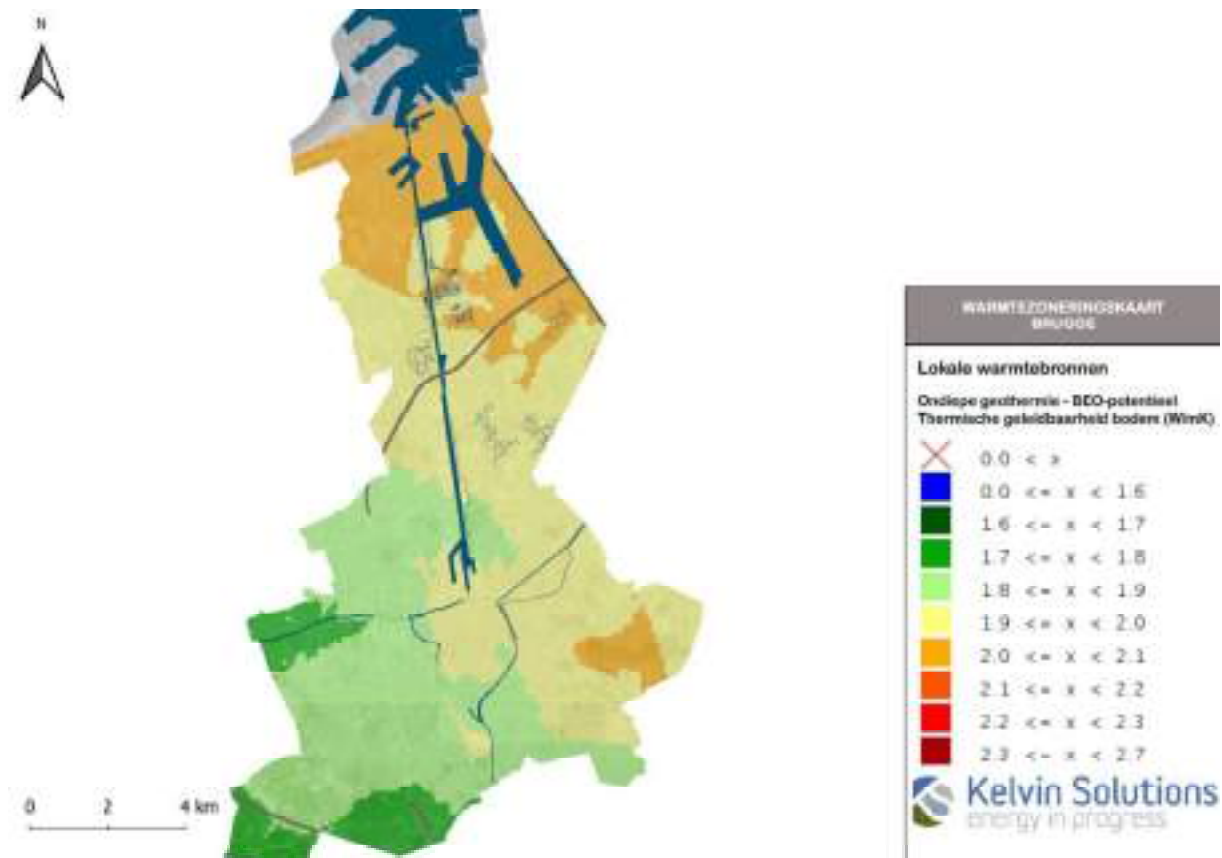 N
0 2 4 km
WARMTEZONERINGSKAART
BRUGGE
Lokale warmtebronnen
Ondiepe geothermie - BEO-potentieel
Thermische geleidbaarheid bodem (W/mK)
0.0 < x
0.0 <= x < 1.6
1.6 <= x < 1.7
1.7 <= x < 1.8
1.8 <= x < 1.9
1.9 <= x < 2.0
2.0 <= x < 2.1
2.1 <= x < 2.2
2.2 <= x < 2.3
2.3 <= x < 2.7
Kelvin Solutions
energy in progress